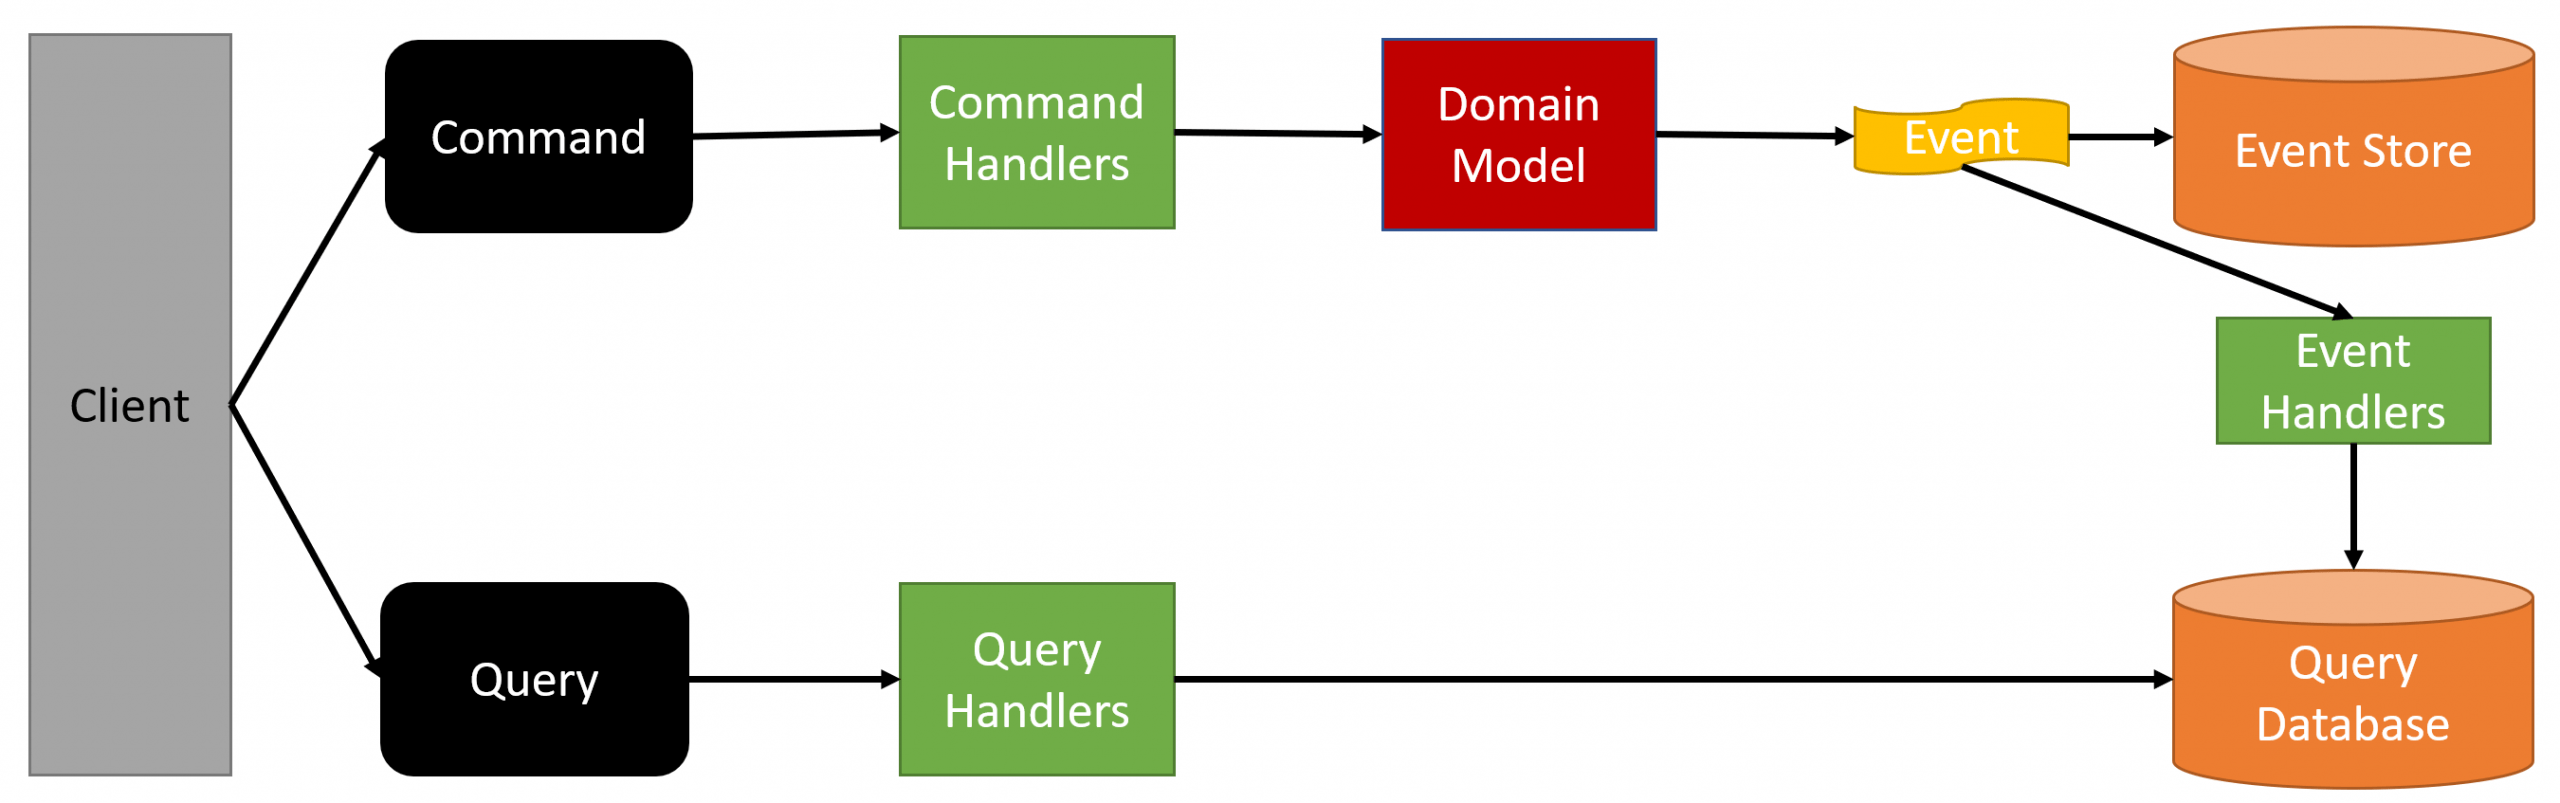 Client
Command
Command
Handlers
Domain
Model
Event
Event Store
Event
Handlers
Query
Query
Handlers
Query
Database